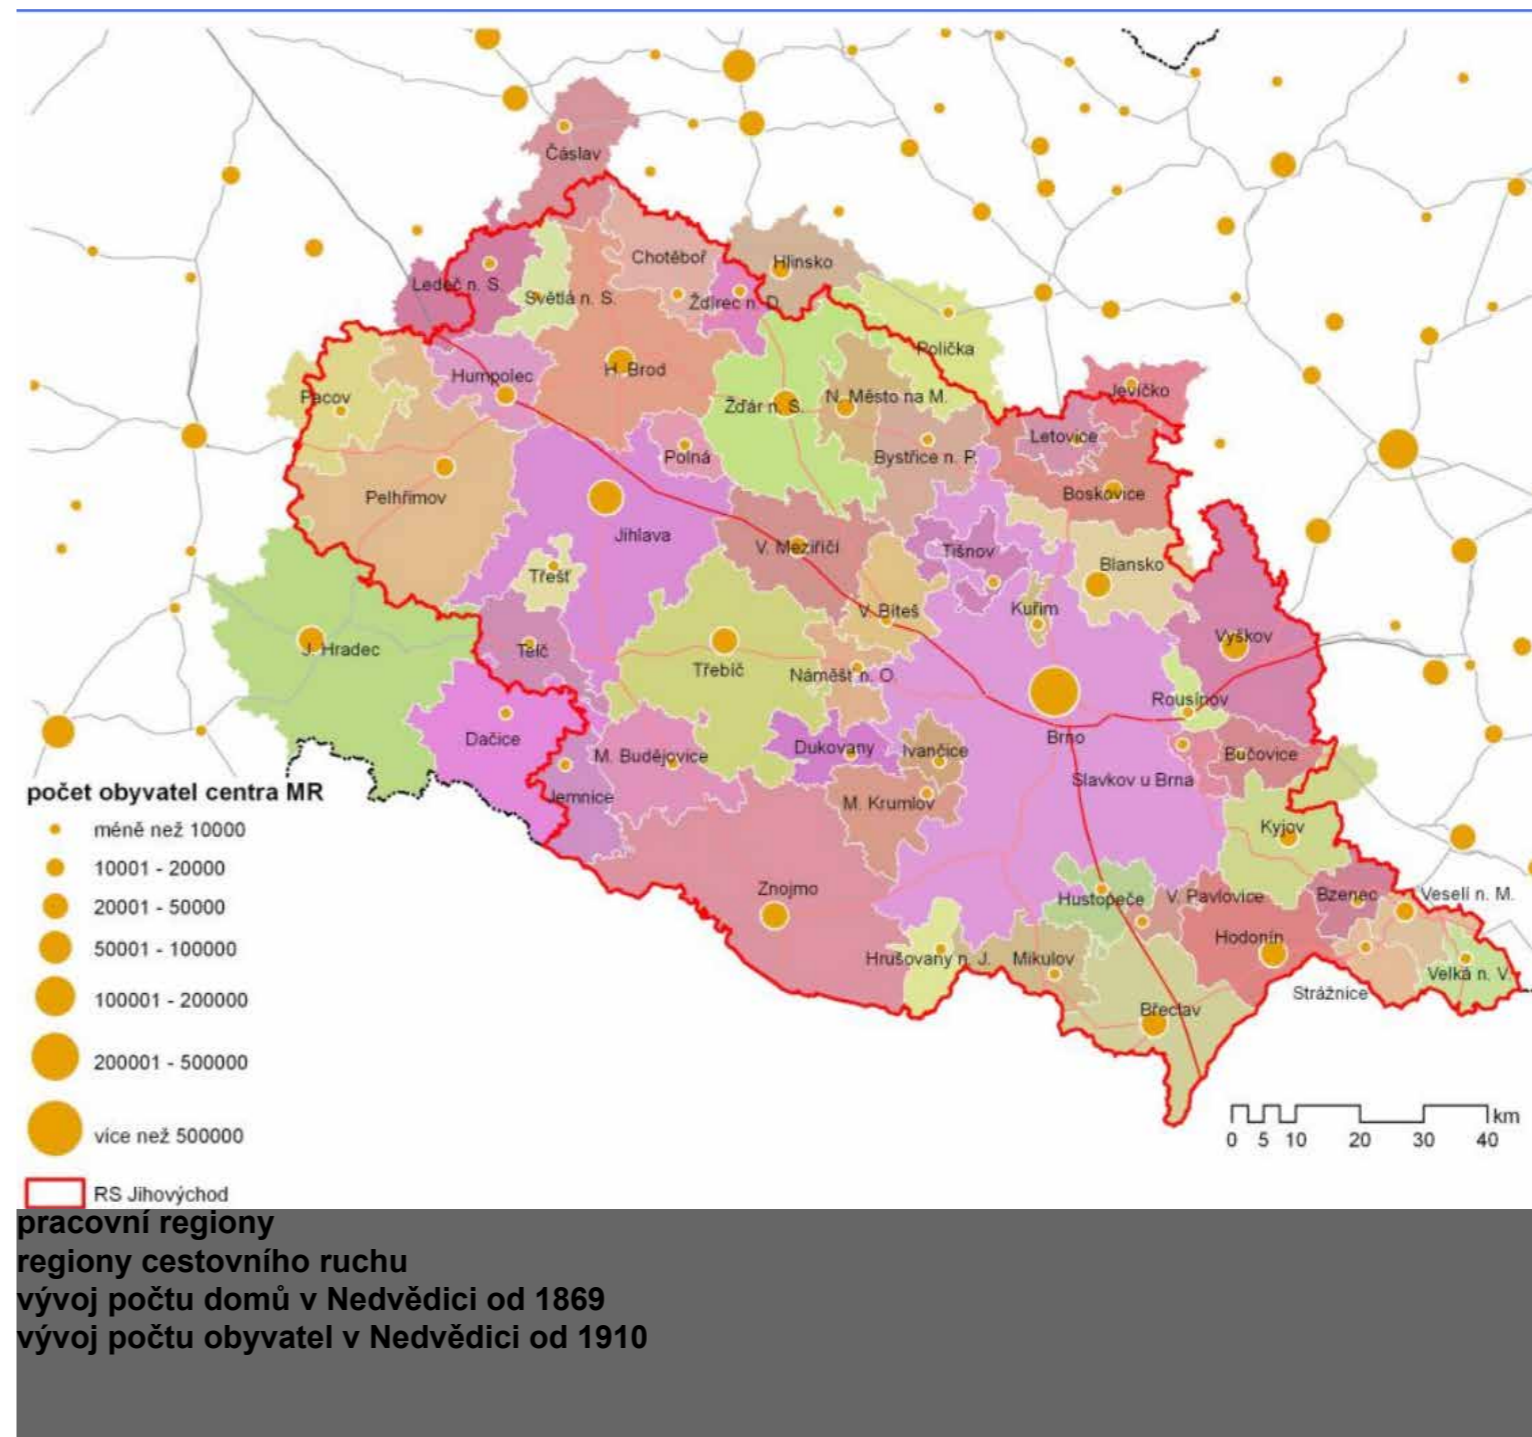 Čáslav
Chotěboř
Hlinsko
Ledeč n. S.
Světlá n. S.
Ždírec n. D.
Polička
Humpolec
H. Brod
Pacov
Žďár n. S.
N. Město na M.
Jevíčko
Letovice
Polná
Bystřice n. P.
Pelhřimov
Boskovice
Jihlava
V. Meziříčí
Tišnov
Blansko
Třešť
V. Bíteš
Kuřim
Vyškov
J. Hradec
Telč
Třebíč
Náměšť n. O.
Rousínov
Dačice
M. Budějovice
Dukovany
Ivančice
Brno
Bučovice
Slavkov u Brna
Jemnice
M. Krumlov
Kyjov
Znojmo
Hustopeče
V. Pavlovice
Bzenec
Veselí n. M.
Hodonín
Hrušovany n. J.
Mikulov
Velká n. V.
Strážnice
Břeclav
počet obyvatel centra MR
méně než 10000
10001 - 20000
20001 - 50000
50001 - 100000
100001 - 200000
200001 - 500000
více než 500000
RS Jihovýchod
km
0 5 10 20 30 40
pracovní regiony
regiony cestovního ruchu
vývoj počtu domů v Nedvědici od 1869
vývoj počtu obyvatel v Nedvědici od 1910